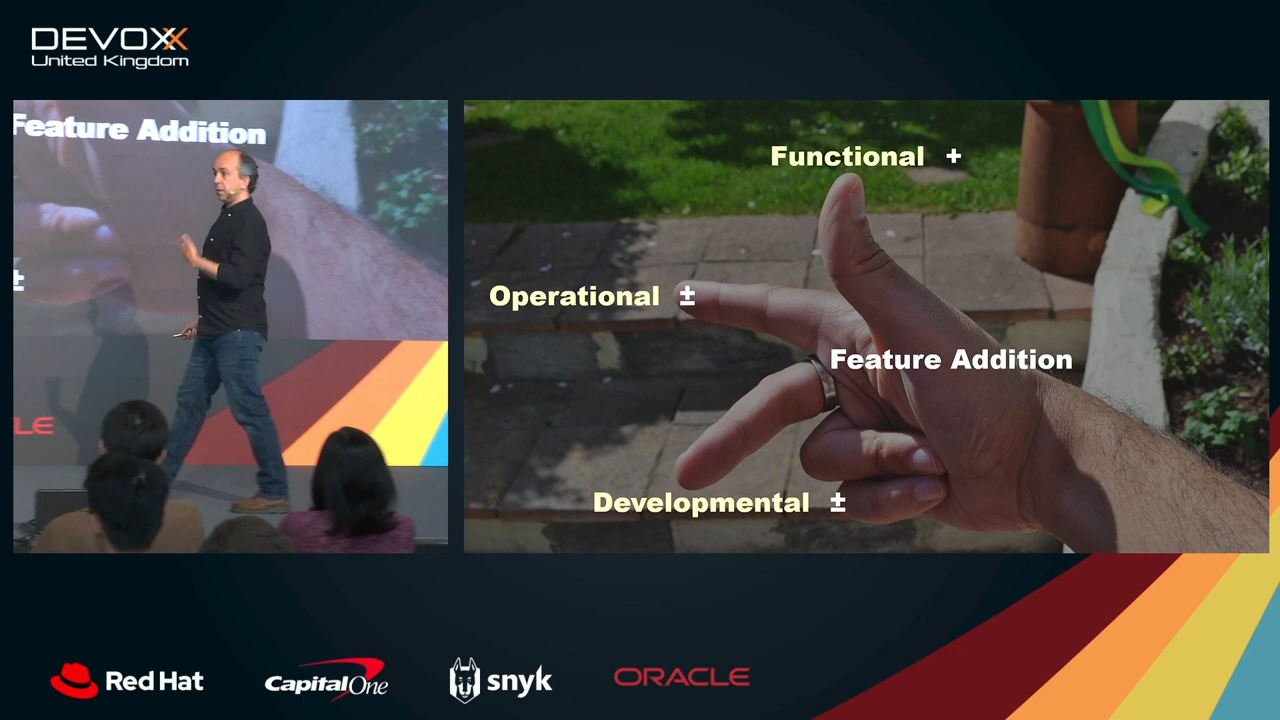 DEVOXX
United Kingdom
Feature Addition
±
LE
Functional +
Operational ±
Feature Addition
Developmental ±
Red Hat
Capital One
snyk
ORACLE